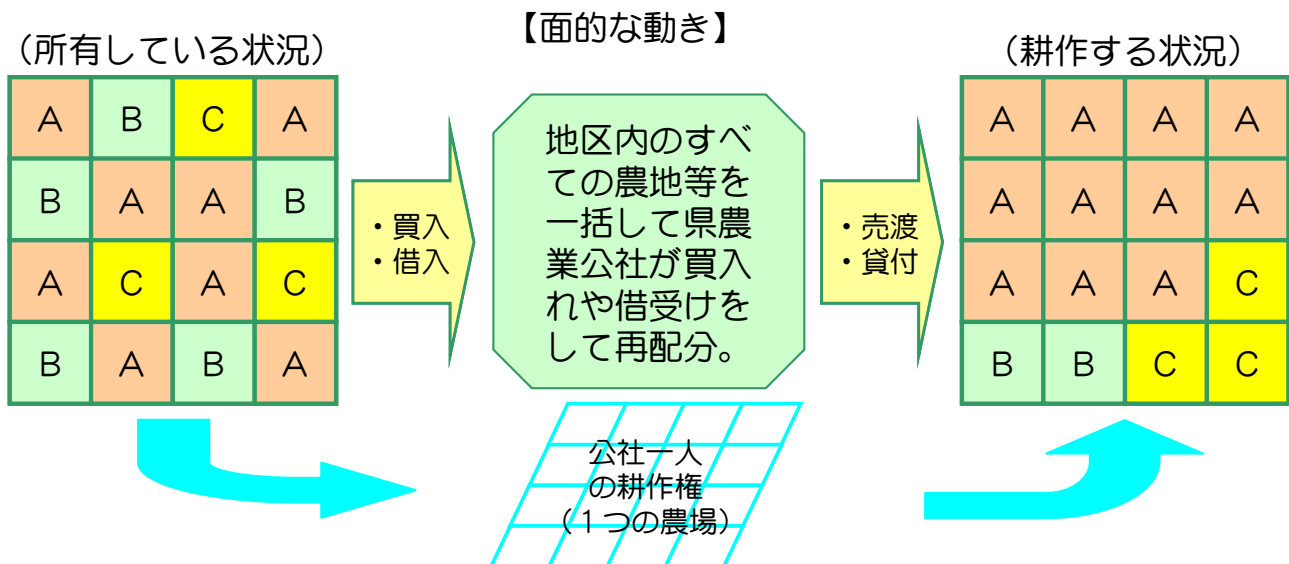 【面的な動き】
（所有している状況）
（耕作する状況）
A B C A
B A A B
A C A C
B A B A
・買入
・借入
地区内のすべ
ての農地等を
一括して県農
業公社が買入
れや借受けを
して再配分。
・売渡
・貸付
A A A A
A A A A
A A A C
B B C C
公社一人
の耕作権
（１つの農場）